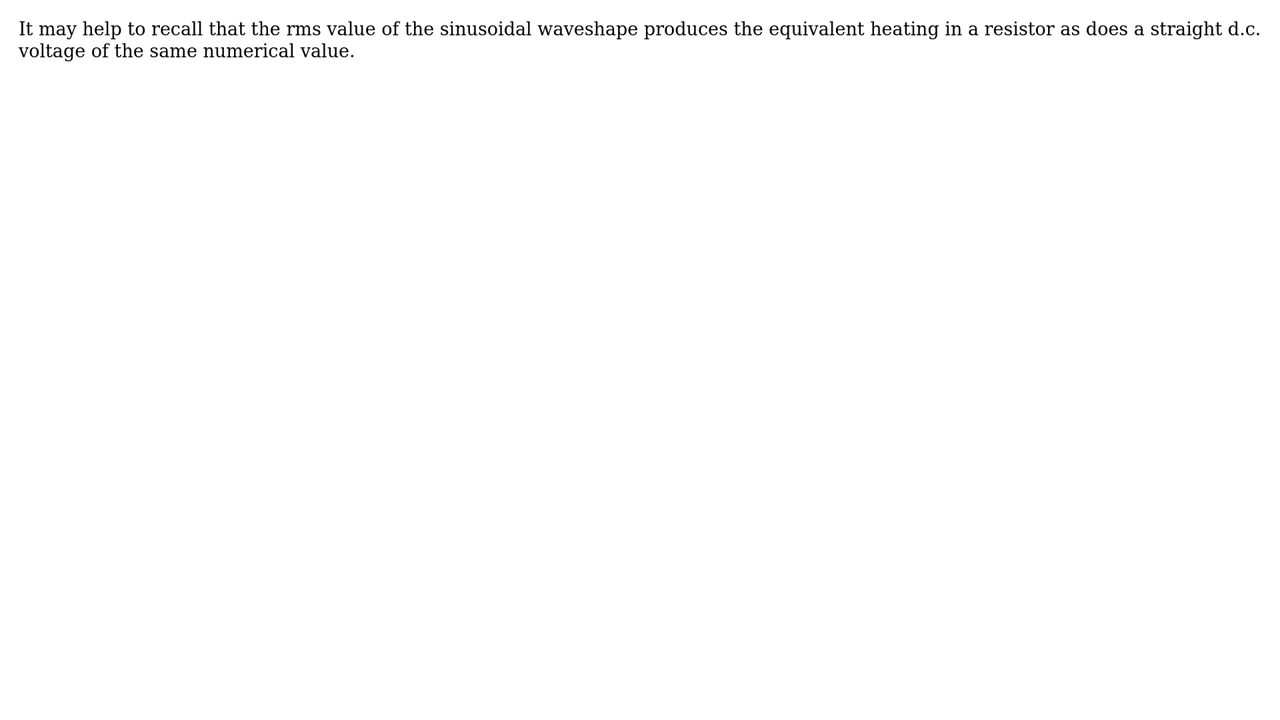 It may help to recall that the rms value of the sinusoidal waveshape produces the equivalent heating in a resistor as does a straight d.c.
voltage of the same numerical value.